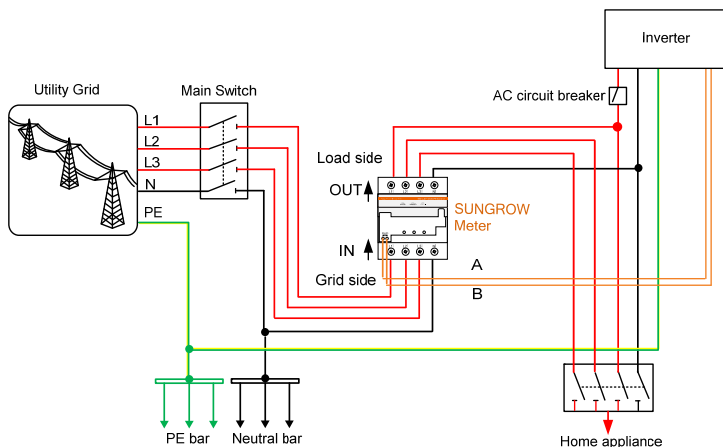 Inverter
Utility Grid
Main Switch
AC circuit breaker
L1
L2
L3
N
PE
Load side
OUT
SUNGROW
Meter
IN
Grid side
A
B
PE bar
Neutral bar
Home appliance